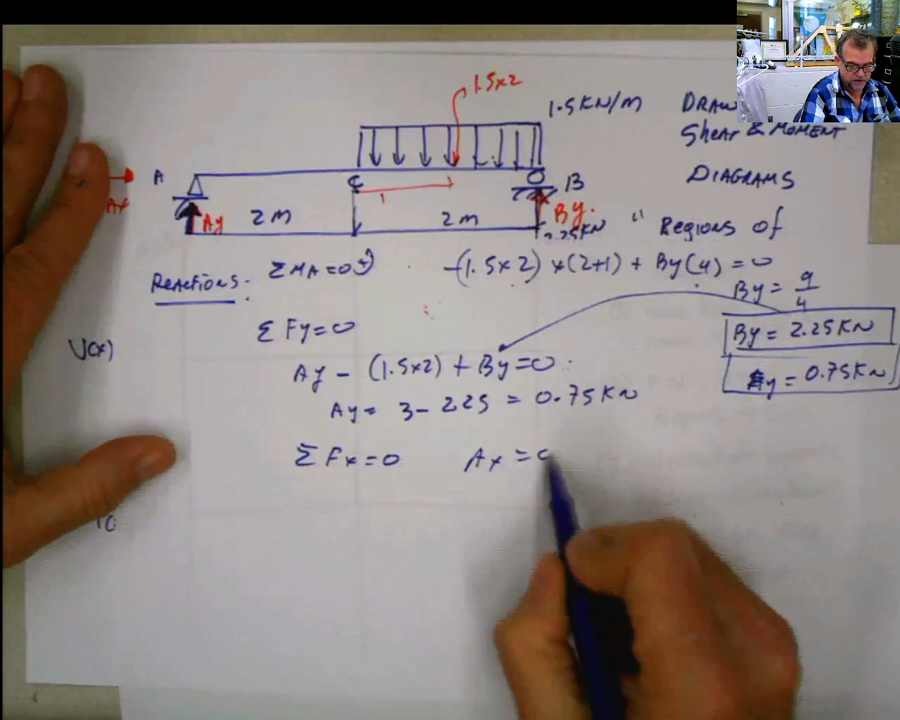 1.5x2
1.5KN/m
DRAW
Shear & MOMENT
DIAGRAMS
A
Ax
C
B
1
Ay
2M
2M
By.
2.25KN
" Regions of
Reactions:
ΣMA=0
-(1.5x2) x(2+1) + By(4) = 0
By = 9/4
By = 2.25KN
Ay = 0.75KN
ΣFy=0
V(x)
Ay - (1.5x2) + By=0.
Ay = 3 - 225 = 0.75KN
ΣFx=0 Ax =0